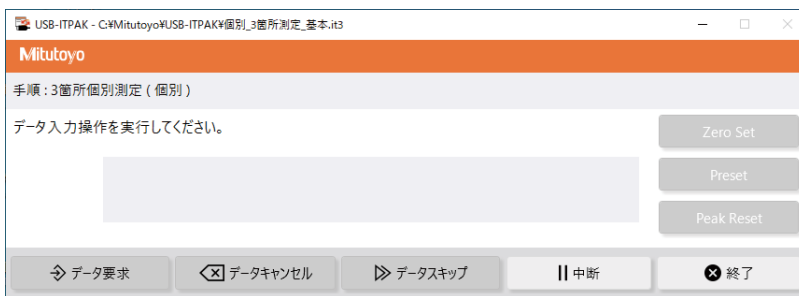 USB-ITPAK - C:¥Mitutoyo¥USB-ITPAK¥個別_3箇所測定_基本.it3
Mitutoyo
手順 : 3箇所個別測定 ( 個別 )
データ入力操作を実行してください。
Zero Set
Preset
Peak Reset
データ要求 データキャンセル データスキップ 中断 終了